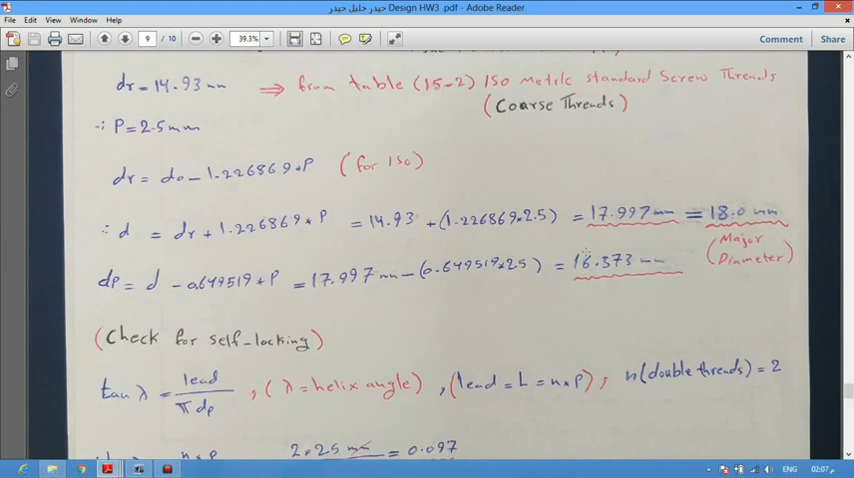 حيدر خليل حيدر Design HW3 .pdf - Adobe Reader
File Edit View Window Help
9 / 10 39.3% Comment Share
dr = 14.93 mm ⇒ from table (15-2) ISO Metric standard Screw Threads
(Coarse Threads)
∵ P = 2.5 mm
dr = do - 1.226869 * P (for ISO)
∴ d = dr + 1.226869 * P = 14.93 + (1.226869*2.5) = 17.997 mm = 18.0 mm
(Major Diameter)
dp = d - 0.649519 * P = 17.997 mm - (0.649519*2.5) = 16.373 mm
(Check for self-locking)
tan λ = lead / π dp , (λ = helix angle) , (lead = L = n * P) , n (double threads) = 2
n * P 2 * 2.5 mm = 0.097
ENG 02:07 م